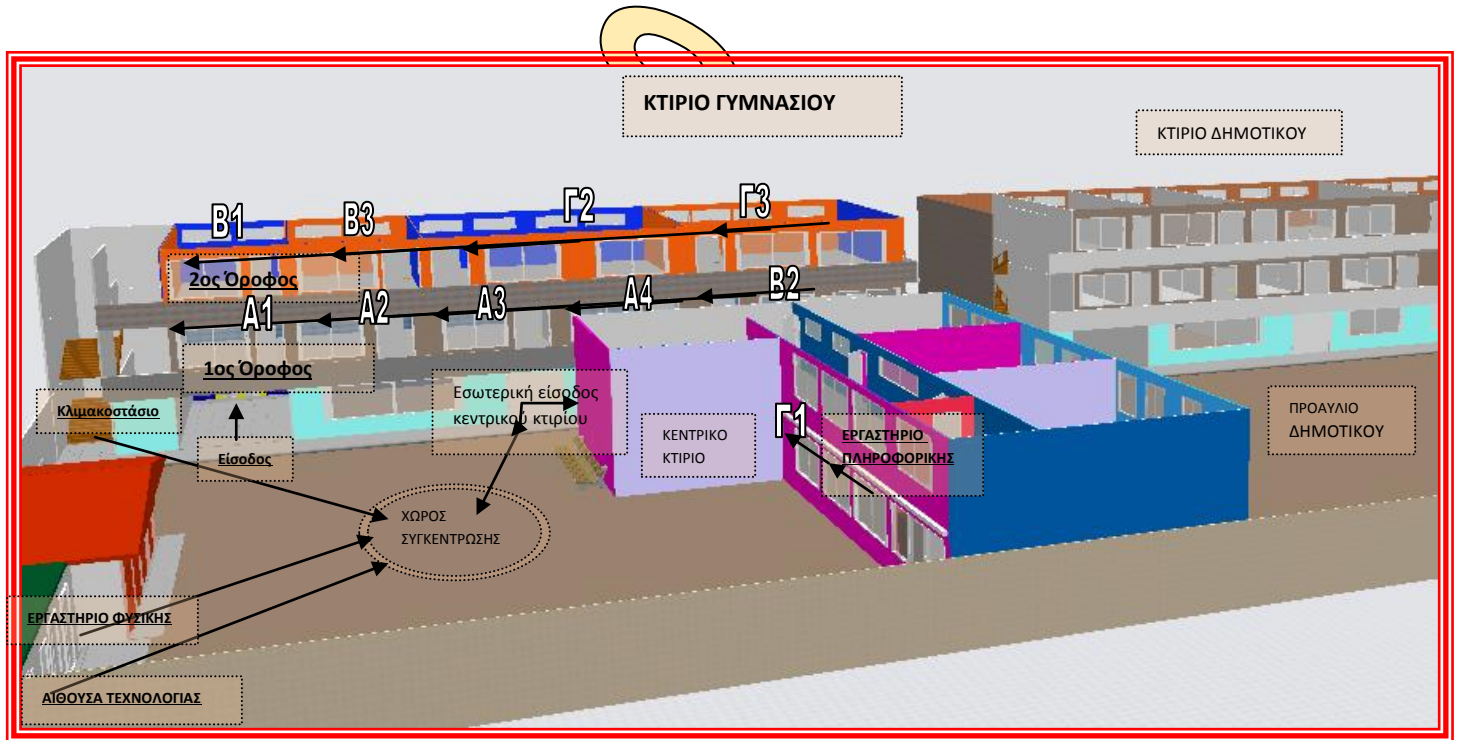 ΚΤΙΡΙΟ ΓΥΜΝΑΣΙΟΥ
ΚΤΙΡΙΟ ΔΗΜΟΤΙΚΟΥ
Β1 Β3 Γ2 Γ3
2ος Όροφος
Α1 Α2 Α3 Α4 Β2
1ος Όροφος
Κλιμακοστάσιο
Είσοδος
Εσωτερική είσοδος
κεντρικού κτιρίου
ΚΕΝΤΡΙΚΟ
ΚΤΙΡΙΟ
Γ1
ΕΡΓΑΣΤΗΡΙΟ
ΠΛΗΡΟΦΟΡΙΚΗΣ
ΠΡΟΑΥΛΙΟ
ΔΗΜΟΤΙΚΟΥ
ΧΩΡΟΣ
ΣΥΓΚΕΝΤΡΩΣΗΣ
ΕΡΓΑΣΤΗΡΙΟ ΦΥΣΙΚΗΣ
ΑΙΘΟΥΣΑ ΤΕΧΝΟΛΟΓΙΑΣ